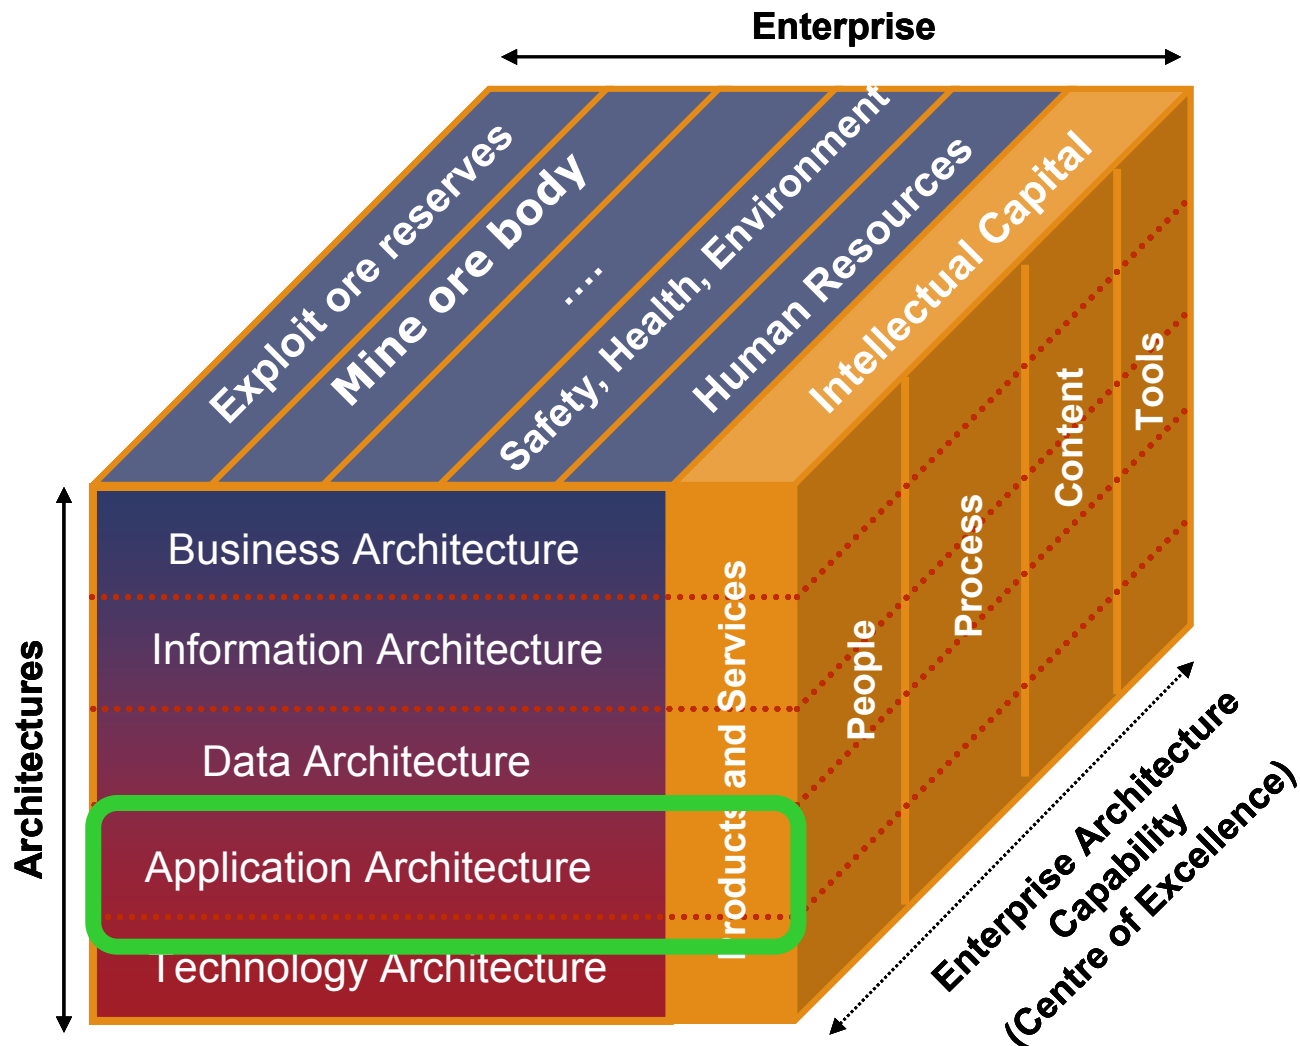 Enterprise
Exploit ore reserves
Mine ore body
....
Safety, Health, Environment
Human Resources
Intellectual Capital
Architectures
Business Architecture
Information Architecture
Data Architecture
Application Architecture
Technology Architecture
Products and Services
People
Process
Content
Tools
Enterprise Architecture
Capability
(Centre of Excellence)